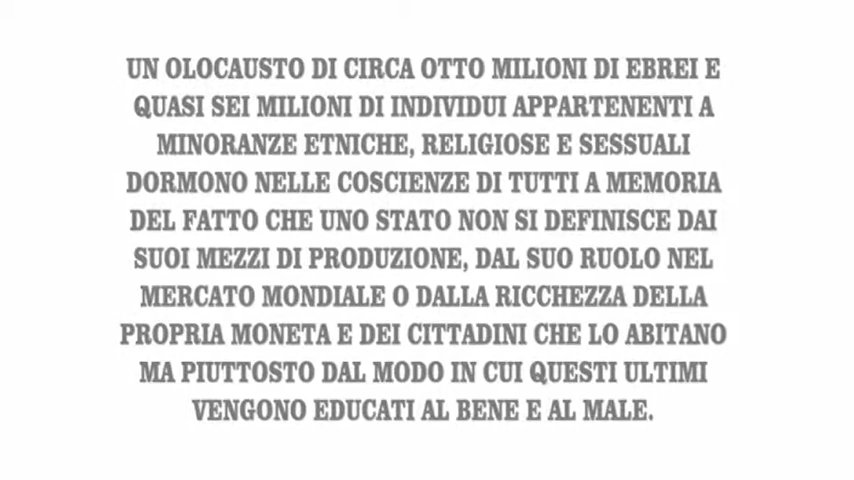 UN OLOCAUSTO DI CIRCA OTTO MILIONI DI EBREI E
QUASI SEI MILIONI DI INDIVIDUI APPARTENENTI A
MINORANZE ETNICHE, RELIGIOSE E SESSUALI
DORMONO NELLE COSCIENZE DI TUTTI A MEMORIA
DEL FATTO CHE UNO STATO NON SI DEFINISCE DAI
SUOI MEZZI DI PRODUZIONE, DAL SUO RUOLO NEL
MERCATO MONDIALE O DALLA RICCHEZZA DELLA
PROPRIA MONETA E DEI CITTADINI CHE LO ABITANO
MA PIUTTOSTO DAL MODO IN CUI QUESTI ULTIMI
VENGONO EDUCATI AL BENE E AL MALE.